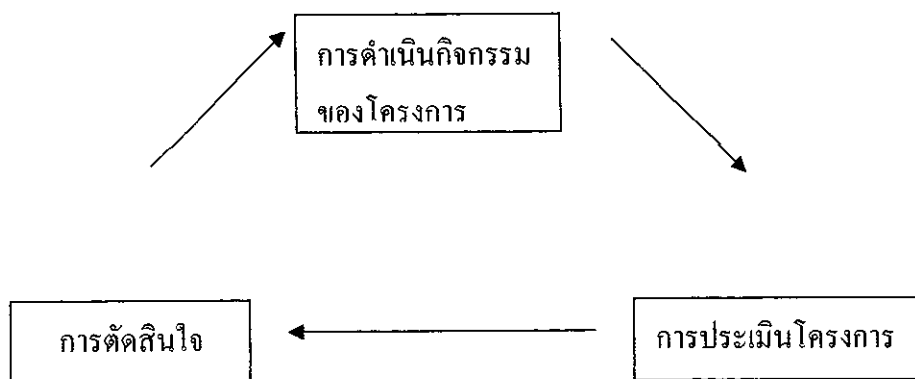 การดำเนินกิจกรรม
ของโครงการ
การตัดสินใจ
การประเมินโครงการ